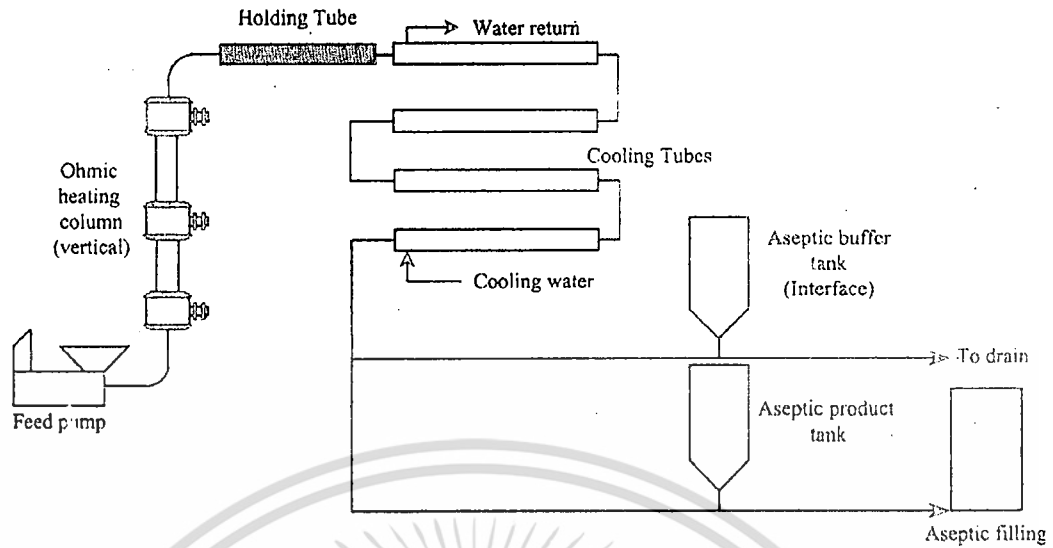 Holding Tube
Water return
Ohmic
heating
column
(vertical)
Cooling Tubes
Aseptic buffer
tank
(Interface)
Cooling water
To drain
Feed pump
Aseptic product
tank
Aseptic filling